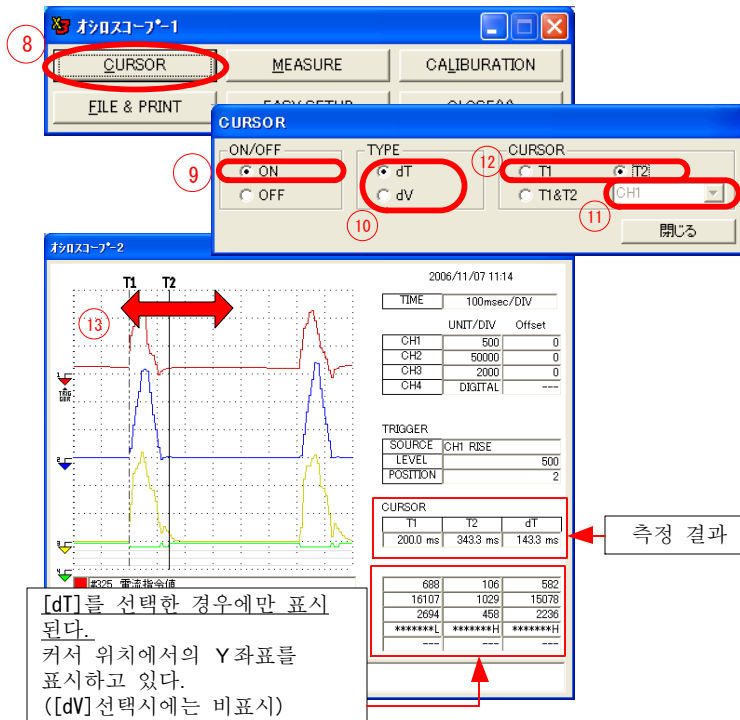 オシロスコープ-1
8
CURSOR MEASURE CALIBURATION
FILE & PRINT
CURSOR
ON/OFF TYPE CURSOR
9 ON dT 12 T1 T2
OFF dV T1&T2 CH1
10 11
閉じる
オシロスコープ-2
T1 T2
13
1
TRIG
GER
2
3
2006/11/07 11:14
TIME 100msec/DIV
UNIT/DIV Offset
CH1 500 0
CH2 50000 0
CH3 2000 0
CH4 DIGITAL ---
TRIGGER
SOURCE CH1 RISE
LEVEL 500
POSITION 2
CURSOR
T1 T2 dT
200.0 ms 343.3 ms 143.3 ms
측정 결과
#325 電流指令値
688 106 582
16107 1029 15078
2694 458 2236
*******L *******H *******H
--- --- ---
[dT]를 선택한 경우에만 표시
된다.
커서 위치에서의 Y좌표를
표시하고 있다.
([dV]선택시에는 비표시)